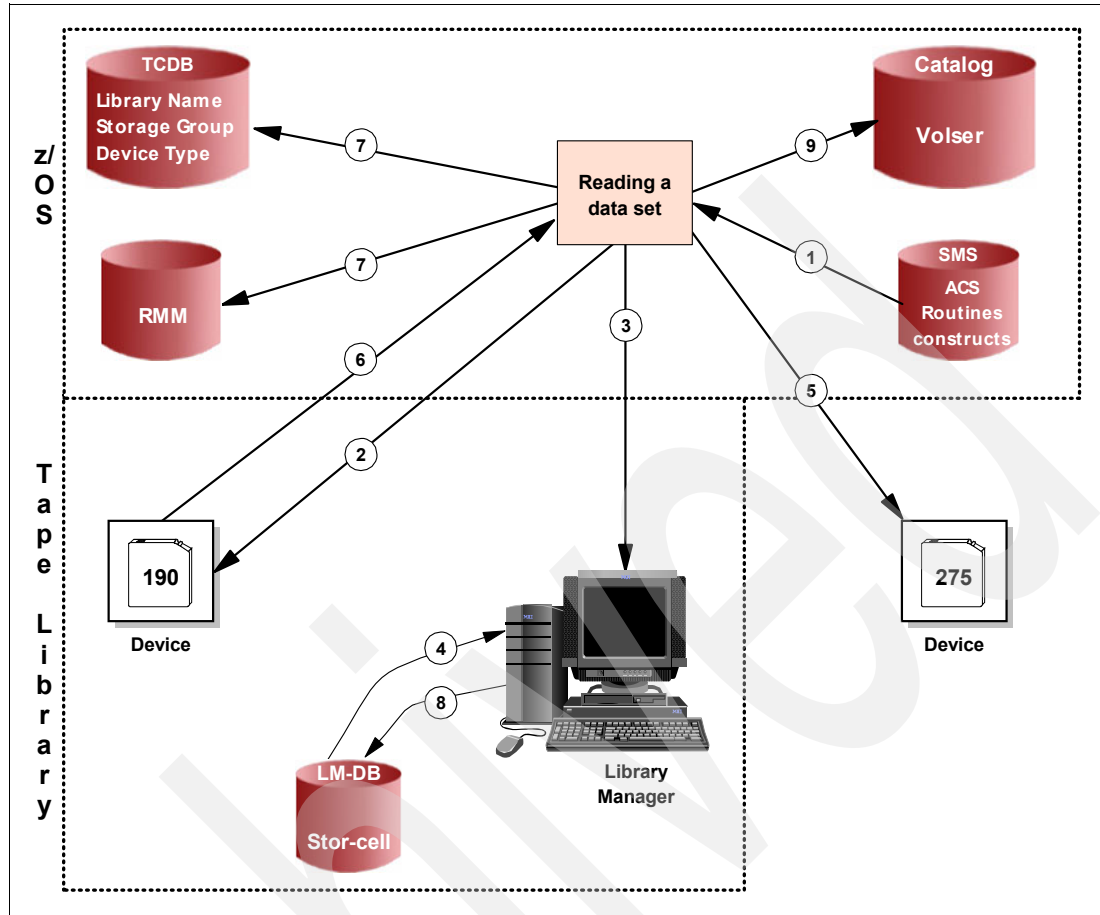 TCDB
Library Name
Storage Group
Device Type
Catalog
Volser
7
9
Reading a
data set
z/
O
S
RMM
7
1
SMS
ACS
Routines
constructs
3
6
5
2
T
a
p
e
L
i
b
r
a
r
y
190
Device
275
Device
4
8
LM-DB
Stor-cell
Library
Manager